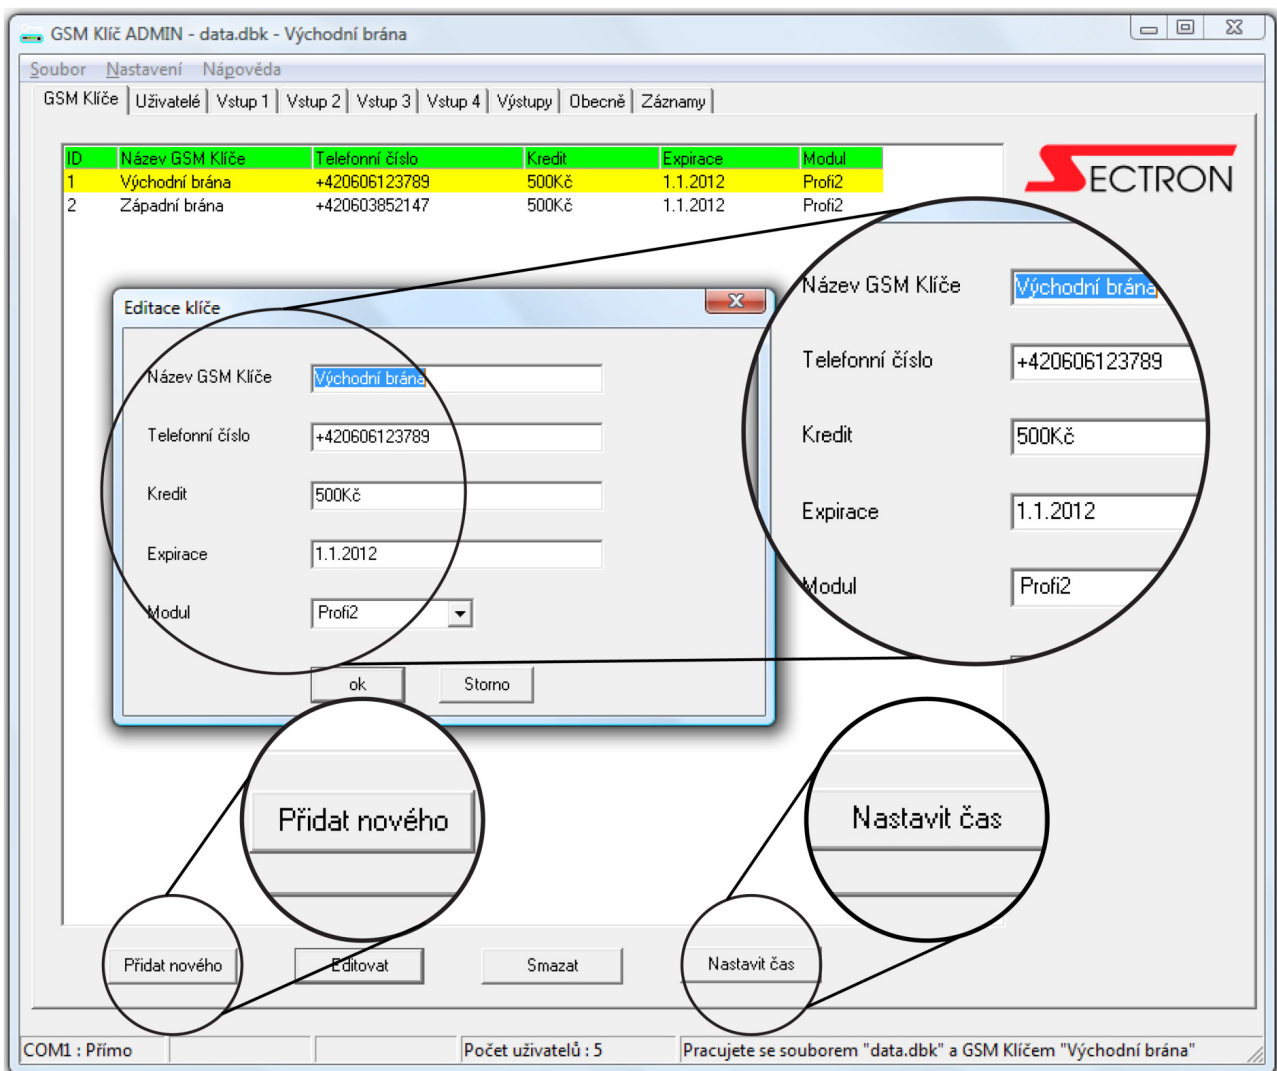 GSM Klíč ADMIN - data.dbk - Východní brána
Soubor Nastavení Nápověda
GSM Klíče Uživatelé Vstup 1 Vstup 2 Vstup 3 Vstup 4 Výstupy Obecně Záznamy
ID Název GSM Klíče Telefonní číslo Kredit Expirace Modul
1 Východní brána +420606123789 500Kč 1.1.2012 Profi2
2 Západní brána +420603852147 500Kč 1.1.2012 Profi2
SECTRON
Editace klíče
Název GSM Klíče Východní brána
Telefonní číslo +420606123789
Kredit 500Kč
Expirace 1.1.2012
Modul Profi2
ok Storno
Název GSM Klíče Východní brána
Telefonní číslo +420606123789
Kredit 500Kč
Expirace 1.1.2012
Modul Profi2
Přidat nového
Nastavit čas
Přidat nového Editovat Smazat Nastavit čas
COM1 : Přímo Počet uživatelů : 5 Pracujete se souborem "data.dbk" a GSM Klíčem "Východní brána"